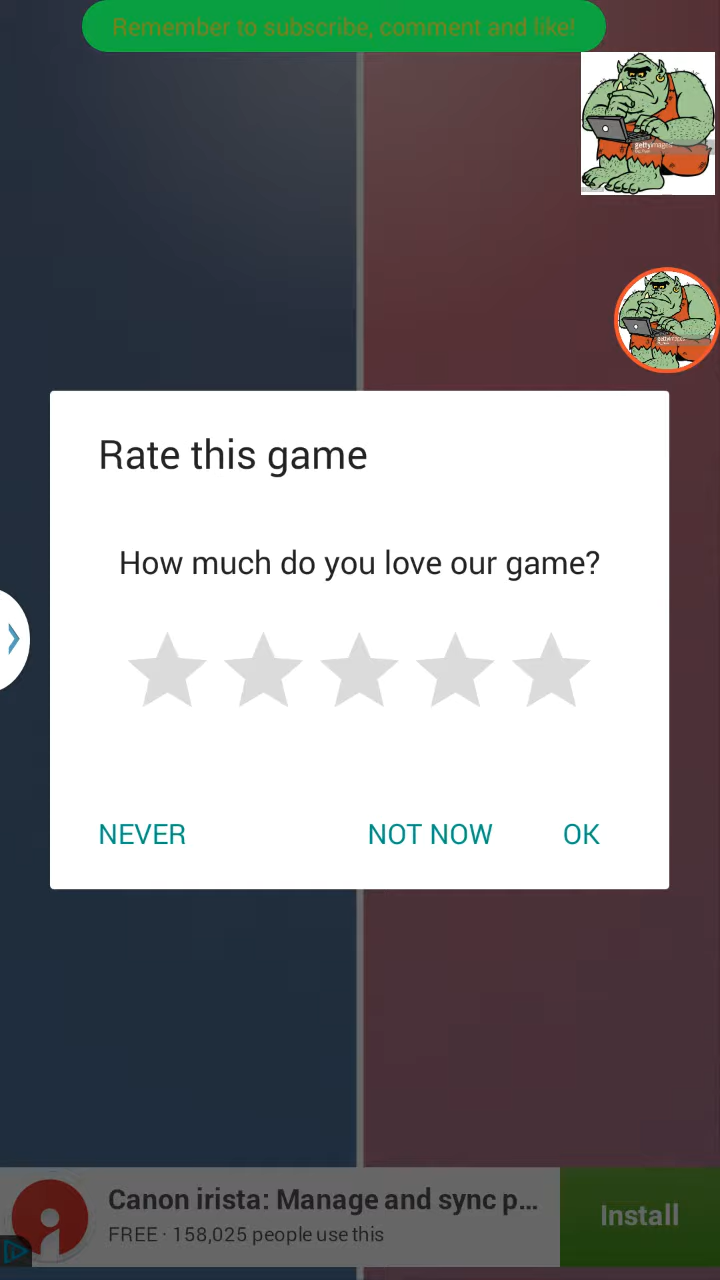 Remember to subscribe, comment and like!
gettyimages
Rate this game
How much do you love our game?
NEVER
NOT NOW
OK
Canon irista: Manage and sync p...
FREE · 158,025 people use this
Install